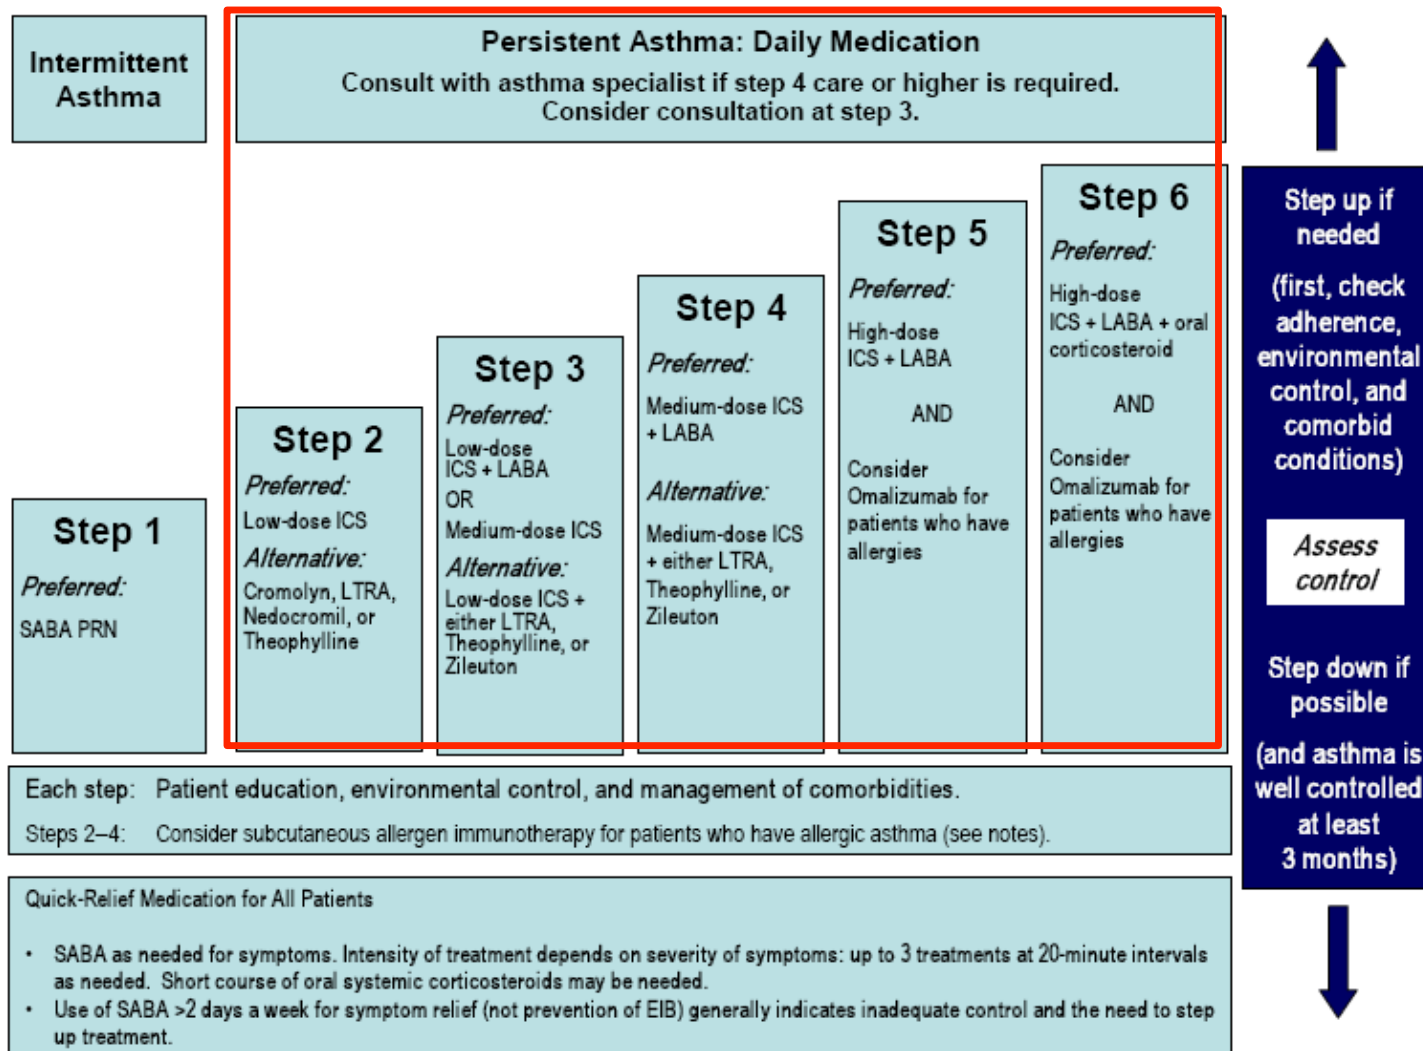 Intermittent
Asthma
Persistent Asthma: Daily Medication
Consult with asthma specialist if step 4 care or higher is required.
Consider consultation at step 3.
Step 1
Preferred:
SABA PRN
Step 2
Preferred:
Low-dose ICS
Alternative:
Cromolyn, LTRA,
Nedocromil, or
Theophylline
Step 3
Preferred:
Low-dose
ICS + LABA
OR
Medium-dose ICS
Alternative:
Low-dose ICS +
either LTRA,
Theophylline, or
Zileuton
Step 4
Preferred:
Medium-dose ICS
+ LABA
Alternative:
Medium-dose ICS
+ either LTRA,
Theophylline, or
Zileuton
Step 5
Preferred:
High-dose
ICS + LABA
AND
Consider
Omalizumab for
patients who have
allergies
Step 6
Preferred:
High-dose
ICS + LABA + oral
corticosteroid
AND
Consider
Omalizumab for
patients who have
allergies
Step up if
needed
(first, check
adherence,
environmental
control, and
comorbid
conditions)
Assess
control
Step down if
possible
(and asthma is
well controlled
at least
3 months)
Each step: Patient education, environmental control, and management of comorbidities.
Steps 2–4: Consider subcutaneous allergen immunotherapy for patients who have allergic asthma (see notes).
Quick-Relief Medication for All Patients
• SABA as needed for symptoms. Intensity of treatment depends on severity of symptoms: up to 3 treatments at 20-minute intervals
as needed. Short course of oral systemic corticosteroids may be needed.
• Use of SABA >2 days a week for symptom relief (not prevention of EIB) generally indicates inadequate control and the need to step
up treatment.